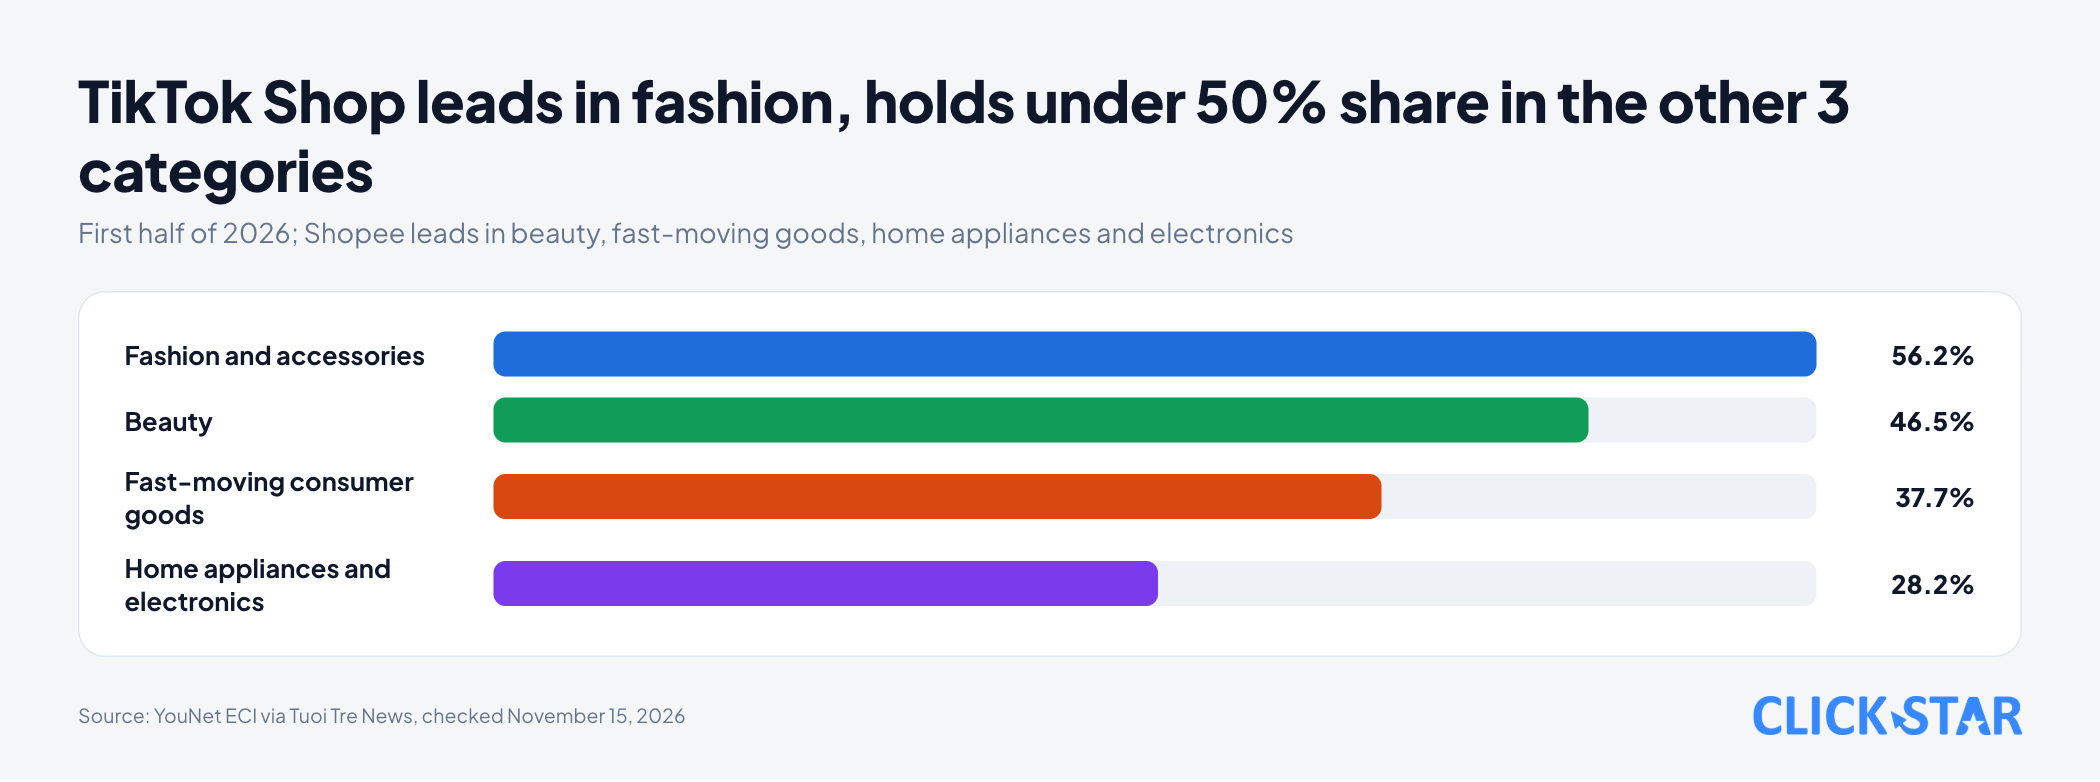 TikTok Shop leads in fashion, holds under 50% share in the other 3
categories
First half of 2026; Shopee leads in beauty, fast-moving goods, home appliances and electronics
Fashion and accessories 56.2%
Beauty 46.5%
Fast-moving consumer
goods 37.7%
Home appliances and
electronics 28.2%
Source: YouNet ECI via Tuoi Tre News, checked November 15, 2026
CLICK STAR